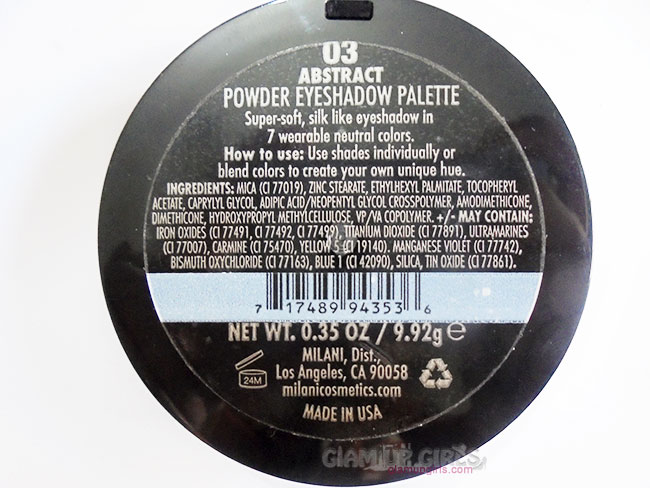 03
ABSTRACT
POWDER EYESHADOW PALETTE
Super-soft, silk like eyeshadow in
7 wearable neutral colors.
How to use: Use shades individually or
blend colors to create your own unique hue.
INGREDIENTS: MICA (CI 77019), ZINC STEARATE, ETHYLHEXYL PALMITATE, TOCOPHERYL
ACETATE, CAPRYLYL GLYCOL, ADIPIC ACID/NEOPENTYL GLYCOL CROSSPOLYMER, AMODIMETHICONE,
DIMETHICONE, HYDROXYPROPYL METHYLCELLULOSE, VP/VA COPOLYMER. +/- MAY CONTAIN:
IRON OXIDES (CI 77491, CI 77492, CI 77499), TITANIUM DIOXIDE (CI 77891), ULTRAMARINES
(CI 77007), CARMINE (CI 75470), YELLOW 5 (CI 19140). MANGANESE VIOLET (CI 77742),
BISMUTH OXYCHLORIDE (CI 77163), BLUE 1 (CI 42090), SILICA, TIN OXIDE (CI 77861).
7 17489 94353 6
NET WT. 0.35 OZ / 9.92g e
MILANI, Dist.,
Los Angeles, CA 90058
24M
milanicosmetics.com
MADE IN USA
GLAM UP GIRLS
glamupgirls.com